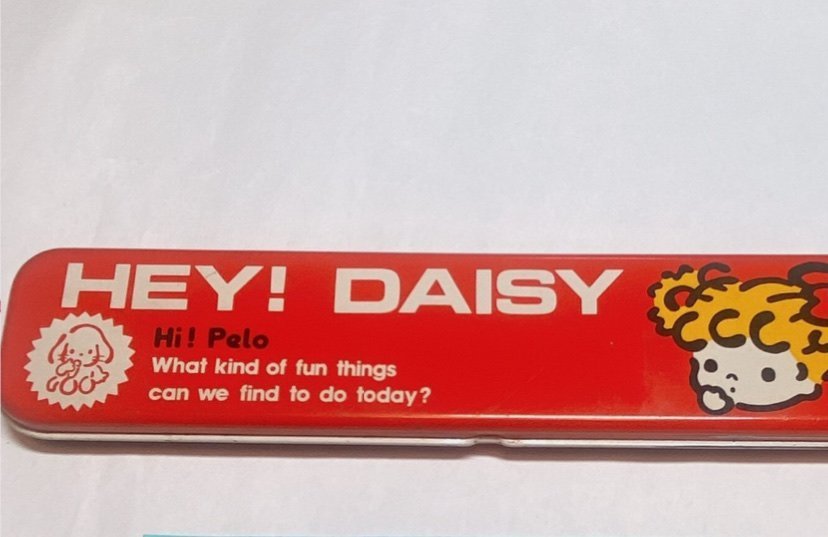 HEY! DAISY
Hi! Pelo
What kind of fun things
can we find to do today?